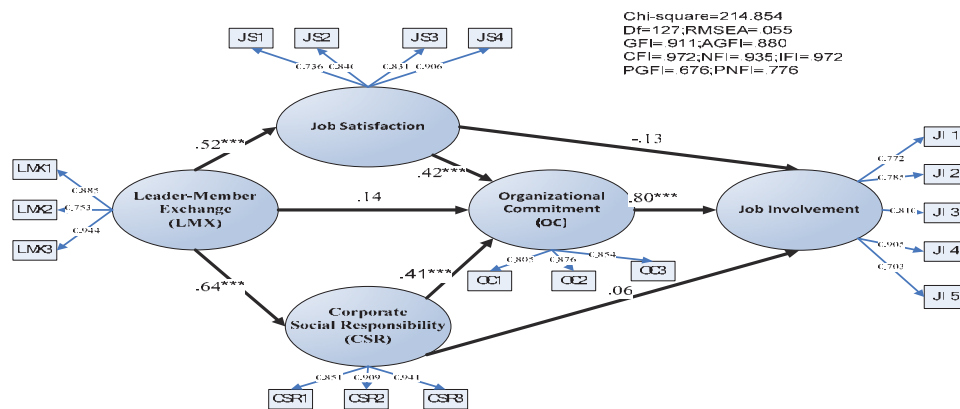 Chi-square=214.854
Df=127;RMSEA=.055
GFI=.911;AGFI=.880
CFI=.972;NFI=.935;IFI=.972
PGFI=.676;PNFI=.776
JS1
JS2
JS3
JS4
0.736
0.840
0.831
0.906
Job Satisfaction
.52***
-.13
.42***
LMX1
LMX2
LMX3
0.885
0.753
0.944
Leader-Member
Exchange
(LMX)
.14
Organizational
Commitment
(OC)
.80***
Job Involvement
JI 1
JI 2
JI 3
JI 4
JI 5
0.772
0.785
0.810
0.905
0.703
0.805
0.876
0.854
OC1
OC2
OC3
.64***
.41***
.06
Corporate
Social Responsibility
(CSR)
0.851
0.909
0.941
CSR1
CSR2
CSR3